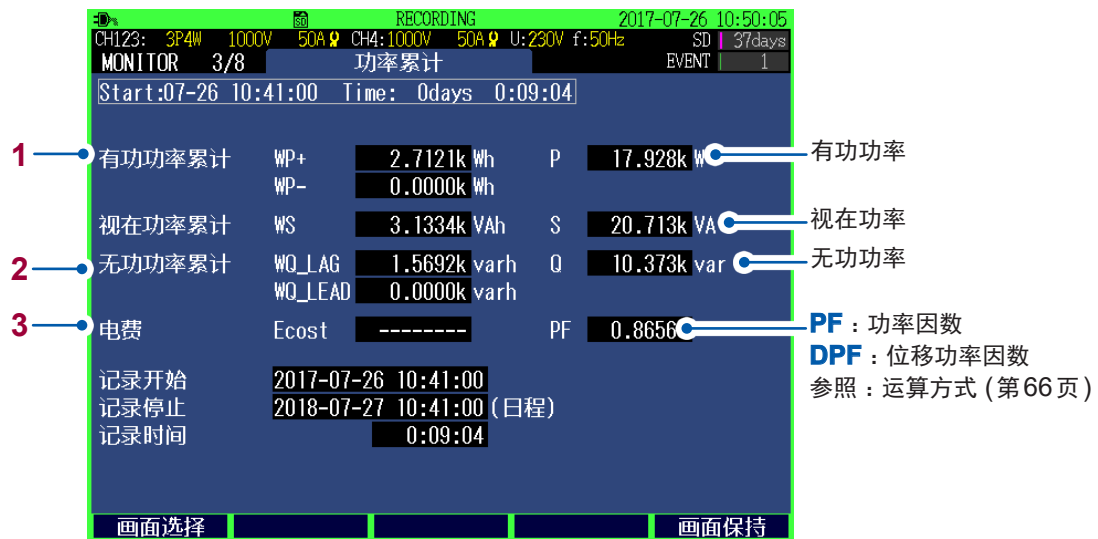 SD RECORDING 2017-07-26 10:50:05
CH123: 3P4W 1000V 50A CH4:1000V 50A U:230V f:50Hz SD 37days
MONITOR 3/8 功率累计 EVENT 1
Start:07-26 10:41:00 Time: 0days 0:09:04
1 有功功率累计 WP+ 2.7121k Wh P 17.928k W 有功功率
WP- 0.0000k Wh
视在功率累计 WS 3.1334k VAh S 20.713k VA 视在功率
2 无功功率累计 WQ_LAG 1.5692k varh Q 10.373k var 无功功率
WQ_LEAD 0.0000k varh
3 电费 Ecost -------- PF 0.8656 PF：功率因数
DPF：位移功率因数
参照：运算方式 (第66页)
记录开始 2017-07-26 10:41:00
记录停止 2018-07-27 10:41:00 (日程)
记录时间 0:09:04
画面选择 画面保持